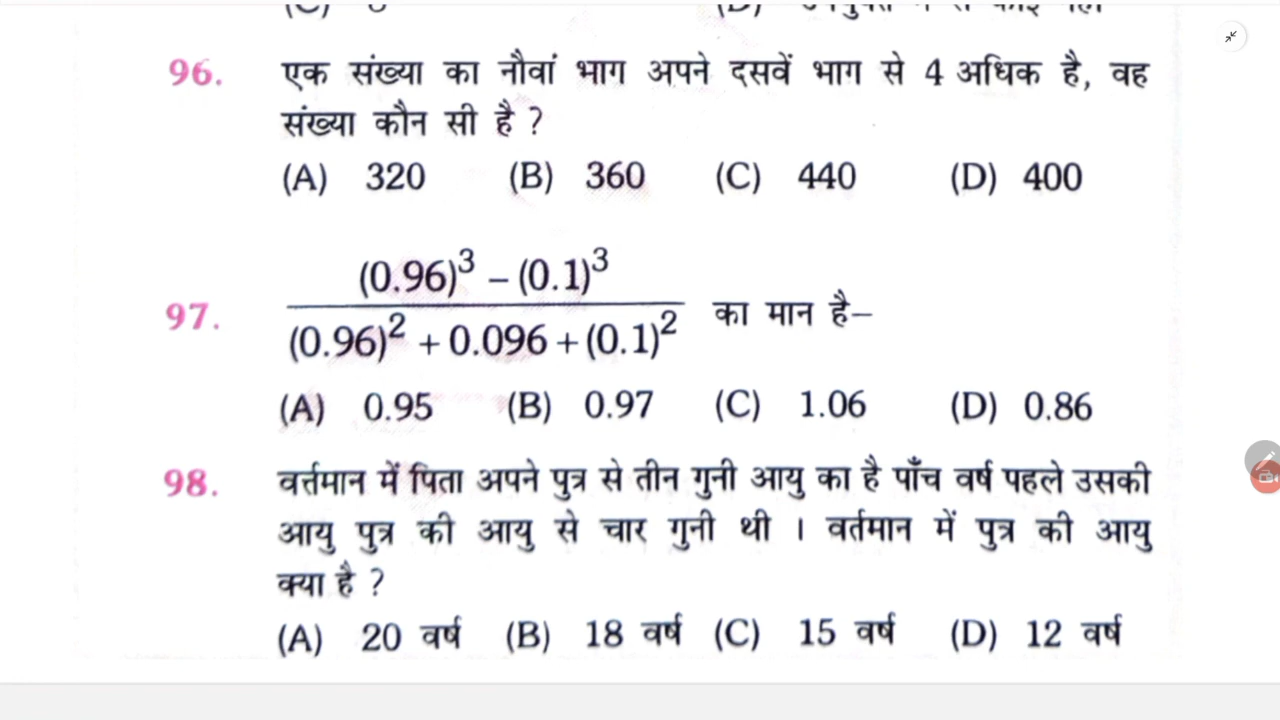 (C)
(D)
96. एक संख्या का नौवां भाग अपने दसवें भाग से 4 अधिक है, वह
संख्या कौन सी है ?
(A) 320 (B) 360 (C) 440 (D) 400
(0.96)³ – (0.1)³
97. का मान है–
(0.96)² + 0.096 + (0.1)²
(A) 0.95 (B) 0.97 (C) 1.06 (D) 0.86
98. वर्त्तमान में पिता अपने पुत्र से तीन गुनी आयु का है पाँच वर्ष पहले उसकी
आयु पुत्र की आयु से चार गुनी थी । वर्तमान में पुत्र की आयु
क्या है ?
(A) 20 वर्ष (B) 18 वर्ष (C) 15 वर्ष (D) 12 वर्ष